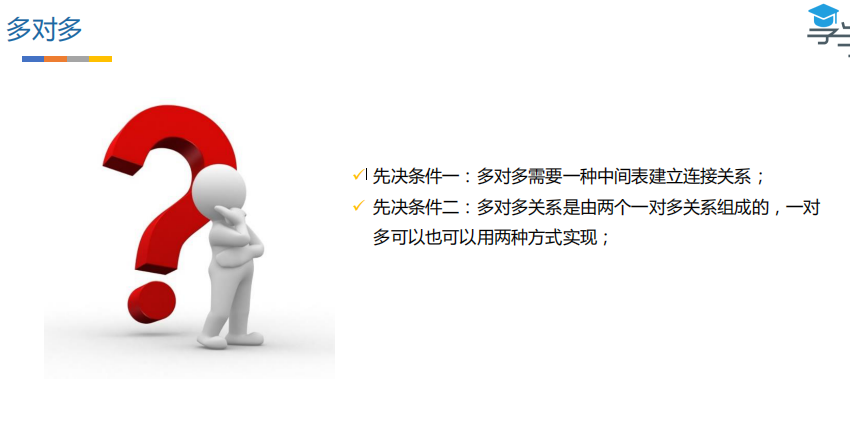 多对多
先决条件一：多对多需要一种中间表建立连接关系；
先决条件二：多对多关系是由两个一对多关系组成的，一对
多可以也可以用两种方式实现；